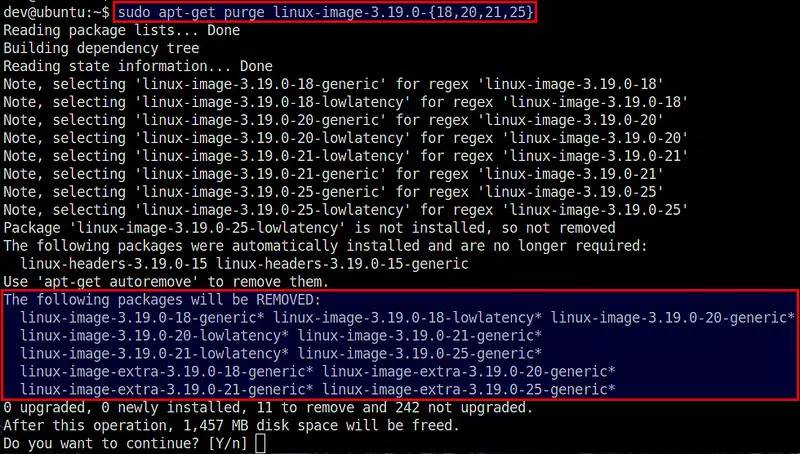 dev@ubuntu:~$ sudo apt-get purge linux-image-3.19.0-{18,20,21,25}
Reading package lists... Done
Building dependency tree
Reading state information... Done
Note, selecting 'linux-image-3.19.0-18-generic' for regex 'linux-image-3.19.0-18'
Note, selecting 'linux-image-3.19.0-18-lowlatency' for regex 'linux-image-3.19.0-18'
Note, selecting 'linux-image-3.19.0-20-generic' for regex 'linux-image-3.19.0-20'
Note, selecting 'linux-image-3.19.0-20-lowlatency' for regex 'linux-image-3.19.0-20'
Note, selecting 'linux-image-3.19.0-21-lowlatency' for regex 'linux-image-3.19.0-21'
Note, selecting 'linux-image-3.19.0-21-generic' for regex 'linux-image-3.19.0-21'
Note, selecting 'linux-image-3.19.0-25-generic' for regex 'linux-image-3.19.0-25'
Note, selecting 'linux-image-3.19.0-25-lowlatency' for regex 'linux-image-3.19.0-25'
Package 'linux-image-3.19.0-25-lowlatency' is not installed, so not removed
The following packages were automatically installed and are no longer required:
linux-headers-3.19.0-15 linux-headers-3.19.0-15-generic
Use 'apt-get autoremove' to remove them.
The following packages will be REMOVED:
linux-image-3.19.0-18-generic* linux-image-3.19.0-18-lowlatency* linux-image-3.19.0-20-generic*
linux-image-3.19.0-20-lowlatency* linux-image-3.19.0-21-generic*
linux-image-3.19.0-21-lowlatency* linux-image-3.19.0-25-generic*
linux-image-extra-3.19.0-18-generic* linux-image-extra-3.19.0-20-generic*
linux-image-extra-3.19.0-21-generic* linux-image-extra-3.19.0-25-generic*
0 upgraded, 0 newly installed, 11 to remove and 242 not upgraded.
After this operation, 1,457 MB disk space will be freed.
Do you want to continue? [Y/n]